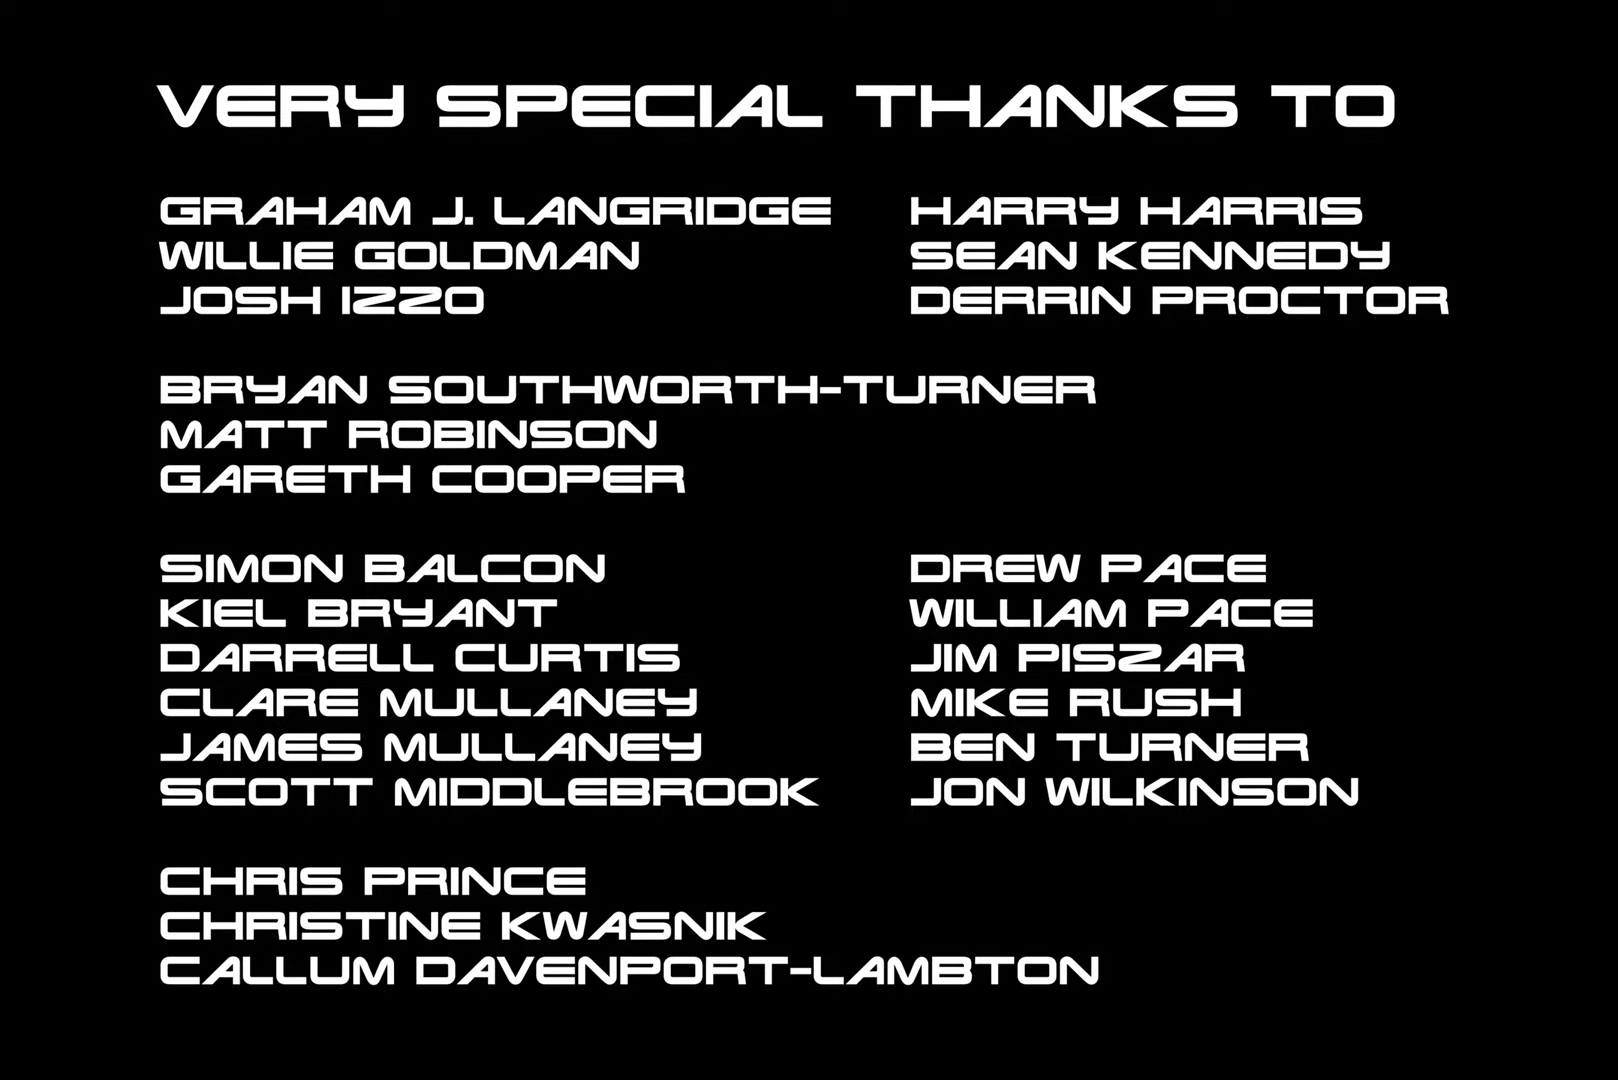 VERY SPECIAL THANKS TO
GRAHAM J. LANGRIDGE
WILLIE GOLDMAN
JOSH IZZO
HARRY HARRIS
SEAN KENNEDY
DERRIN PROCTOR
BRYAN SOUTHWORTH-TURNER
MATT ROBINSON
GARETH COOPER
SIMON BALCON
KIEL BRYANT
DARRELL CURTIS
CLARE MULLANEY
JAMES MULLANEY
SCOTT MIDDLEBROOK
DREW PACE
WILLIAM PACE
JIM PISZAR
MIKE RUSH
BEN TURNER
JON WILKINSON
CHRIS PRINCE
CHRISTINE KWASNIK
CALLUM DAVENPORT-LAMBTON